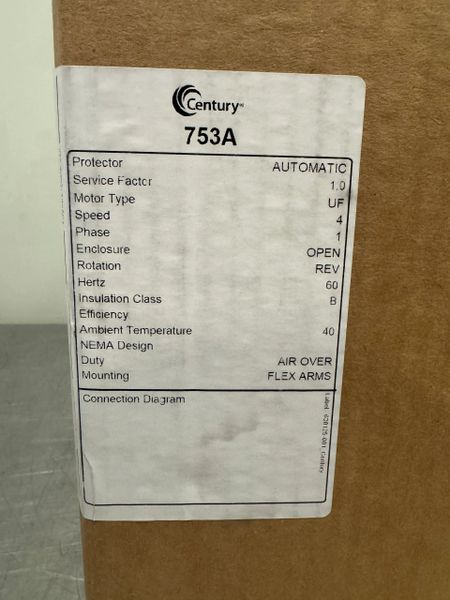 Century
753A
Protector AUTOMATIC
Service Factor 1.0
Motor Type UF
Speed 4
Phase 1
Enclosure OPEN
Rotation REV
Hertz 60
Insulation Class B
Efficiency
Ambient Temperature 40
NEMA Design
Duty AIR OVER
Mounting FLEX ARMS
Connection Diagram
Label: